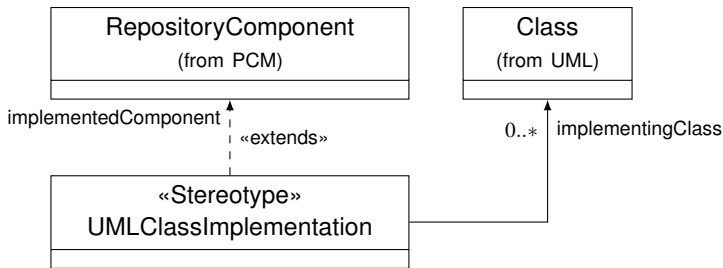 RepositoryComponent
(from PCM)
Class
(from UML)
implementedComponent
«extends»
0..∗
implementingClass
«Stereotype»
UMLClassImplementation